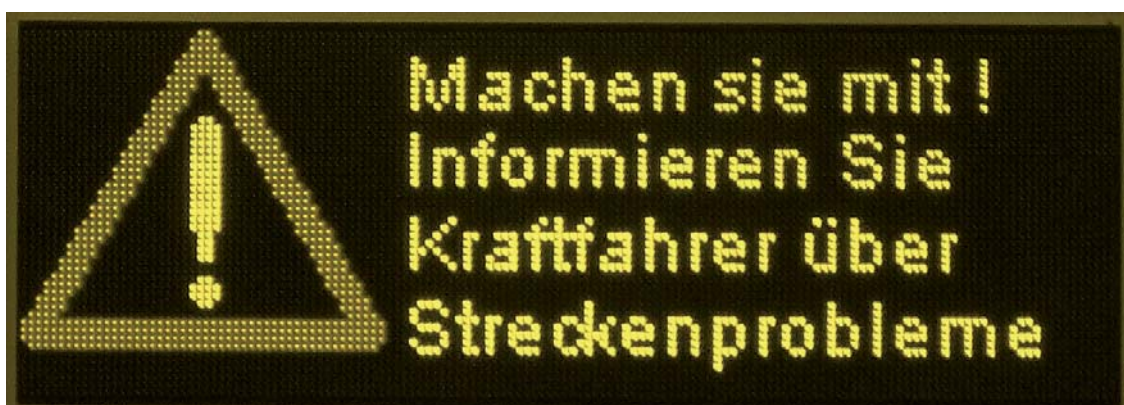 Machen sie mit !
Informieren Sie
Kraftfahrer über
Streckenprobleme